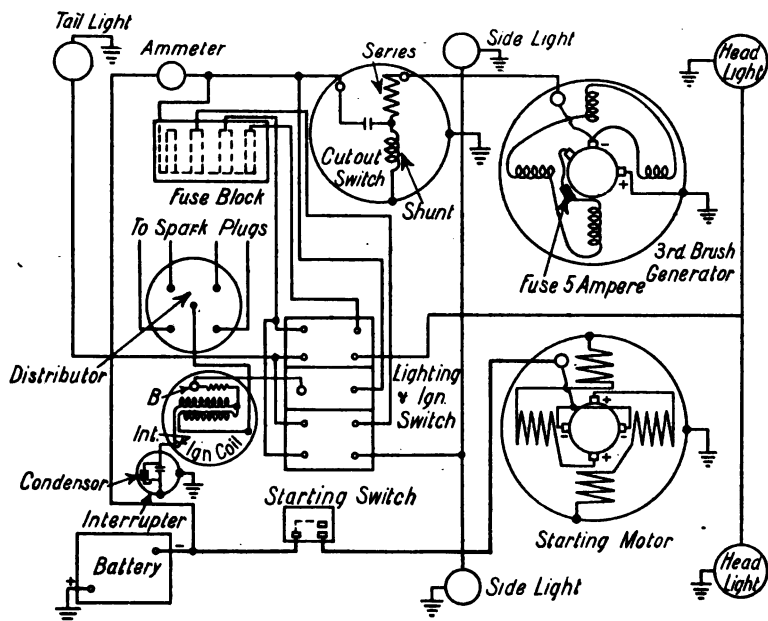 Tail Light
Ammeter
Series
Side Light
Head
Light
Cutout
Switch
Fuse Block
Shunt
To Spark Plugs
Fuse 5 Ampere
3rd. Brush
Generator
-
+
Distributor
B
Lighting
& Ign.
Switch
Int.
Ign Coil
Condensor
Interrupter
Starting Switch
+
-
-
+
Starting Motor
Battery
-
+
Side Light
Head
Light